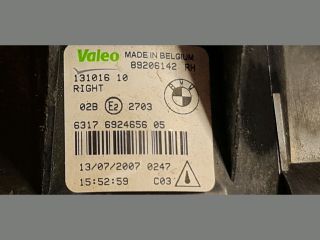 Valeo MADE IN BELGIUM
89206142 RH
131016 10
RIGHT
02B E2 2703
BMW
6317 6924656 05
13/07/2007 0247
15:52:59 C03